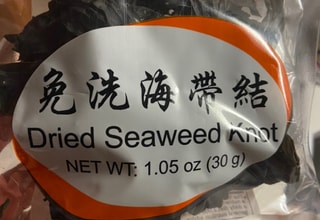 免洗海帶結
Dried Seaweed Knot
NET WT: 1.05 oz (30 g)